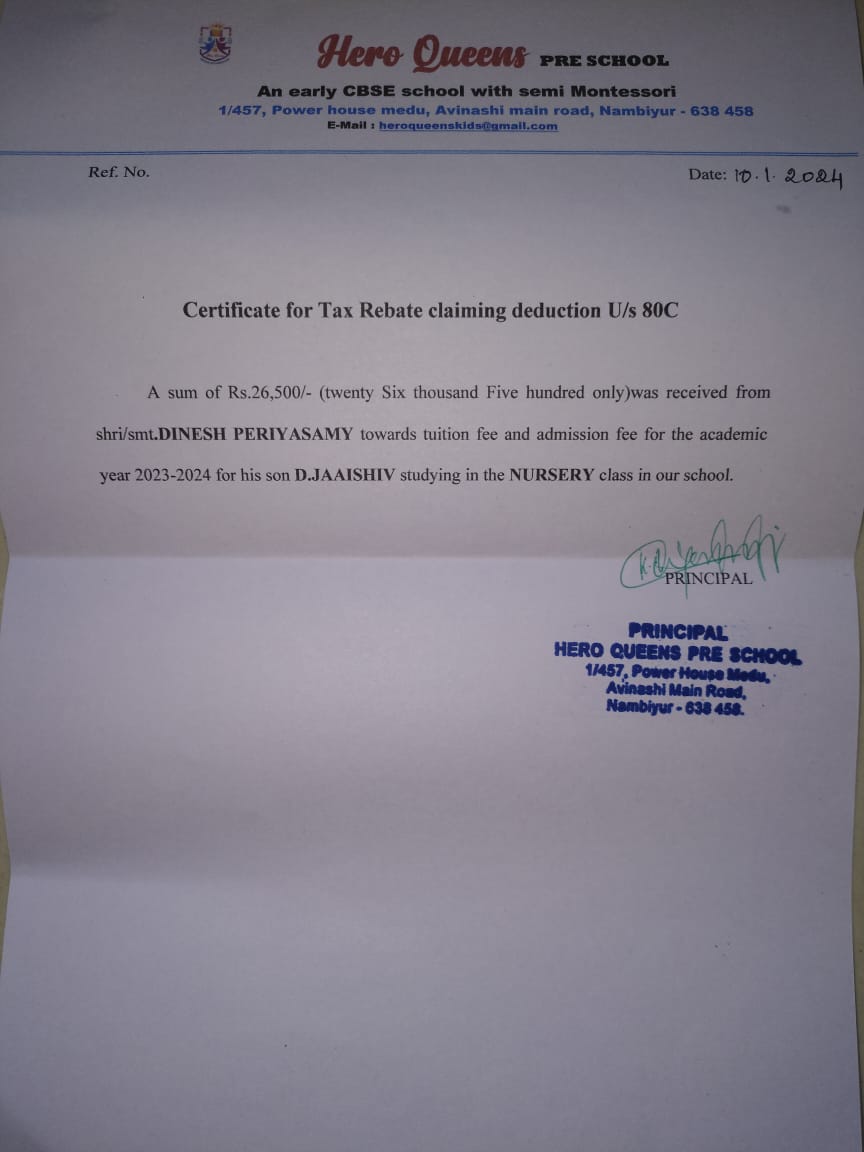 Hero Queens PRE SCHOOL
An early CBSE school with semi Montessori
1/457, Power house medu, Avinashi main road, Nambiyur - 638 458
E-Mail : heroqueenskids@gmail.com
Ref. No.
Date: 10.1.2024
Certificate for Tax Rebate claiming deduction U/s 80C
A sum of Rs.26,500/- (twenty Six thousand Five hundred only)was received from
shri/smt.DINESH PERIYASAMY towards tuition fee and admission fee for the academic
year 2023-2024 for his son D.JAAISHIV studying in the NURSERY class in our school.
PRINCIPAL
PRINCIPAL
HERO QUEENS PRE SCHOOL
1/457, Power House Medu,
Avinashi Main Road,
Nambiyur - 638 458.